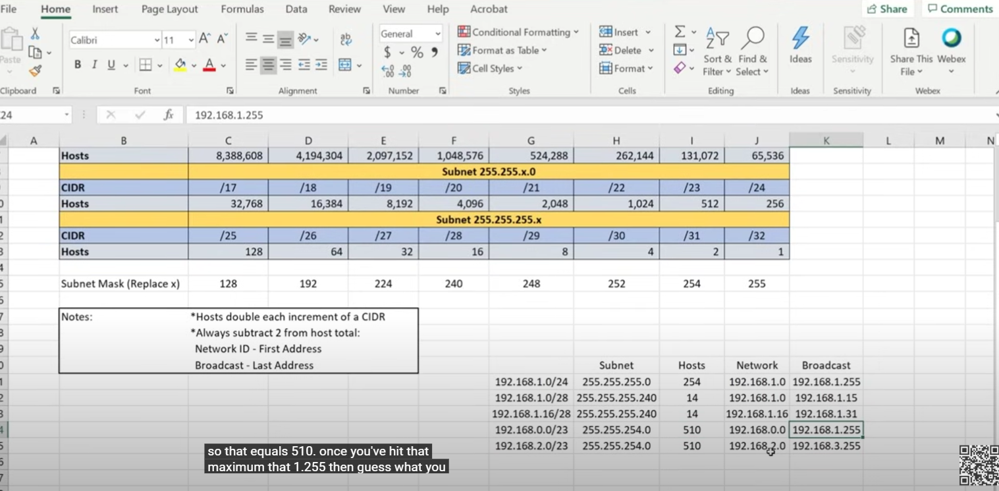 File Home Insert Page Layout Formulas Data Review View Help Acrobat Share Comments
Calibri 11 A^ A General Conditional Formatting Insert Σ A Z
Paste B I U A ab $ % , Format as Table Delete Sort & Filter Find & Select Ideas Sensitivity Share This File Webex
Cell Styles Format
Clipboard Font Alignment Number Styles Cells Editing Ideas Sensitivity Webex
24 fx 192.168.1.255
A B C D E F G H I J K L M N
Hosts 8,388,608 4,194,304 2,097,152 1,048,576 524,288 262,144 131,072 65,536
Subnet 255.255.x.0
CIDR /17 /18 /19 /20 /21 /22 /23 /24
0 Hosts 32,768 16,384 8,192 4,096 2,048 1,024 512 256
1 Subnet 255.255.255.x
2 CIDR /25 /26 /27 /28 /29 /30 /31 /32
3 Hosts 128 64 32 16 8 4 2 1
4
5 Subnet Mask (Replace x) 128 192 224 240 248 252 254 255
6
7 Notes: *Hosts double each increment of a CIDR
8 *Always subtract 2 from host total:
9 Network ID - First Address
0 Broadcast - Last Address Subnet Hosts Network Broadcast
1 192.168.1.0/24 255.255.255.0 254 192.168.1.0 192.168.1.255
2 192.168.1.0/28 255.255.255.240 14 192.168.1.0 192.168.1.15
3 192.168.1.16/28 255.255.255.240 14 192.168.1.16 192.168.1.31
4 192.168.0.0/23 255.255.254.0 510 192.168.0.0 192.168.1.255
5 192.168.2.0/23 255.255.254.0 510 192.168.2.0 192.168.3.255
6
7
so that equals 510. once you've hit that
maximum that 1.255 then guess what you